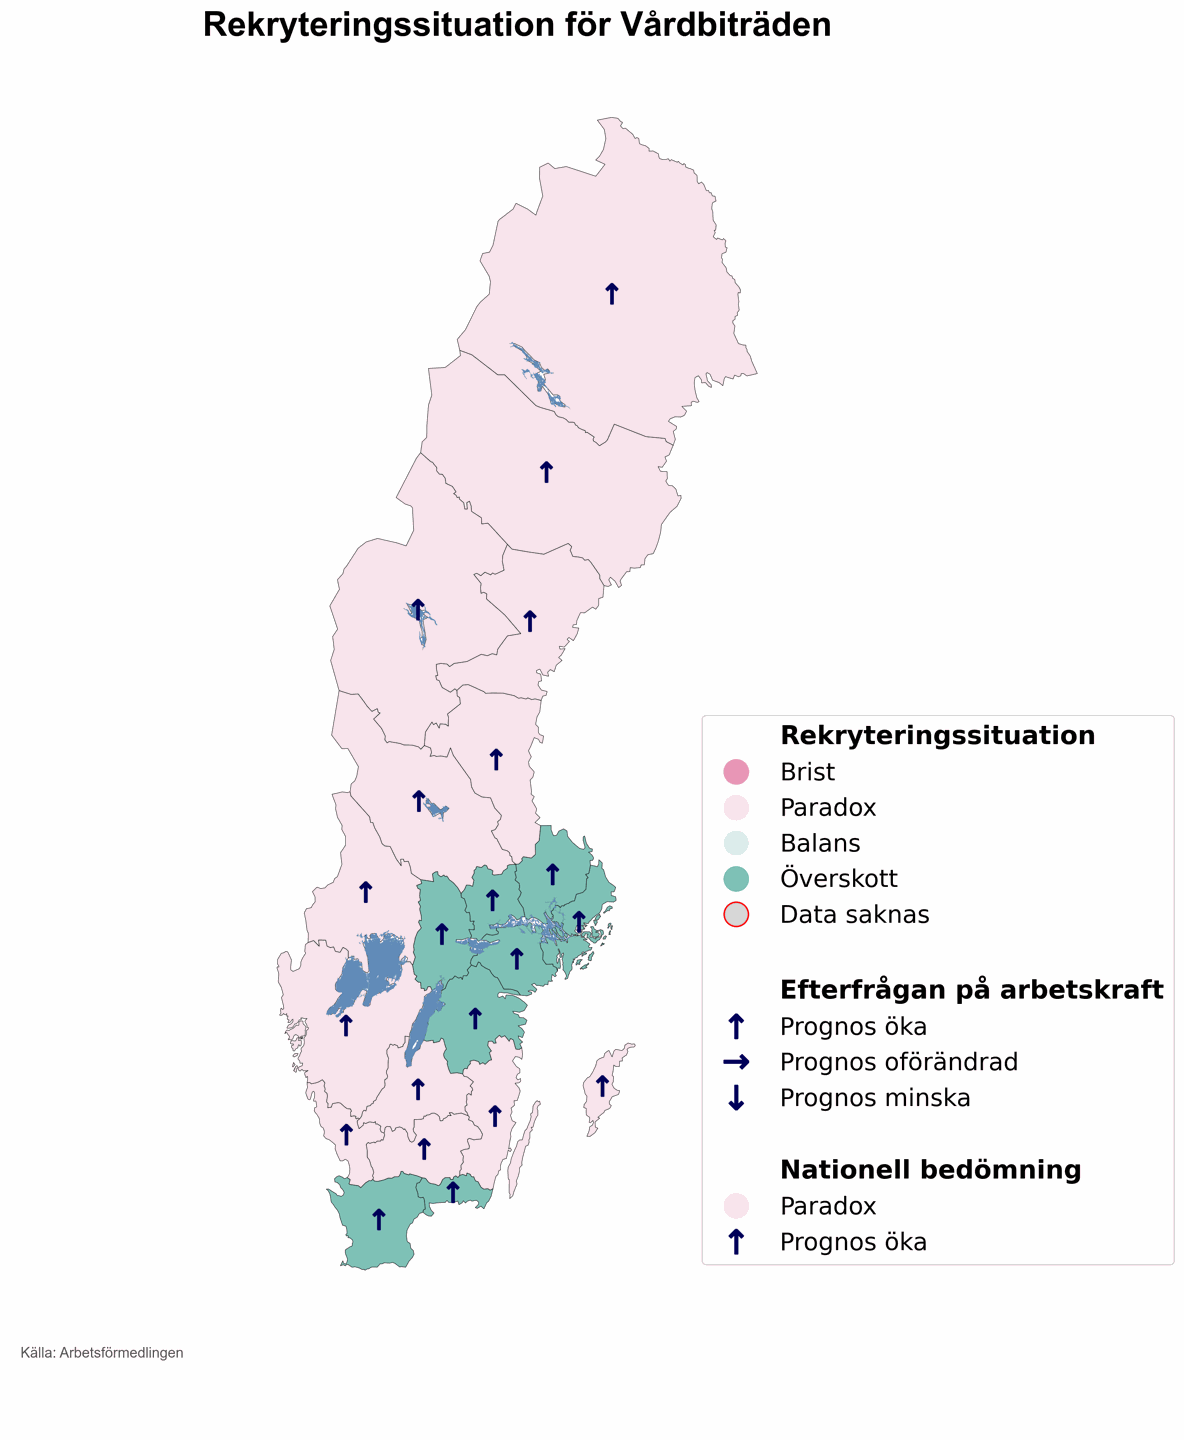 Rekryteringssituation för Vårdbiträden
Rekryteringssituation
Brist
Paradox
Balans
Överskott
Data saknas
Efterfrågan på arbetskraft
Prognos öka
Prognos oförändrad
Prognos minska
Nationell bedömning
Paradox
Prognos öka
Källa: Arbetsförmedlingen